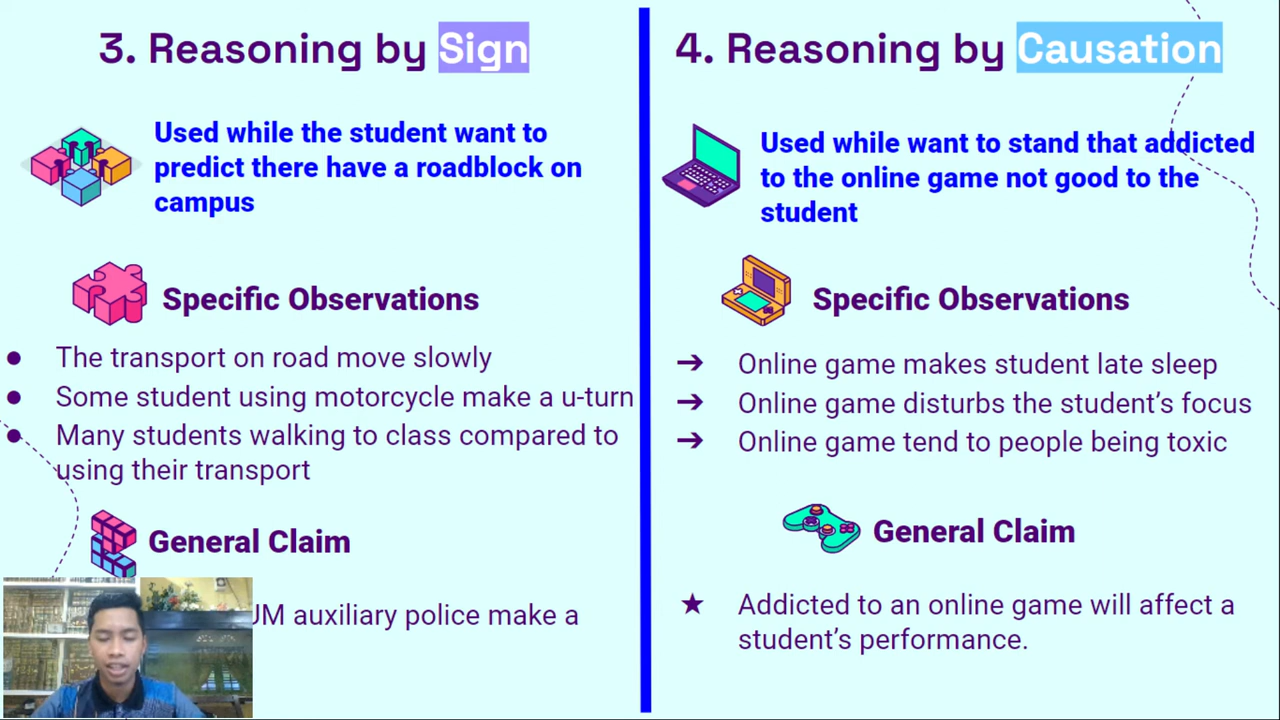 3. Reasoning by Sign
Used while the student want to
predict there have a roadblock on
campus
Specific Observations
The transport on road move slowly
Some student using motorcycle make a u-turn
Many students walking to class compared to
using their transport
General Claim
auxiliary police make a
4. Reasoning by Causation
Used while want to stand that addicted
to the online game not good to the
student
Specific Observations
Online game makes student late sleep
Online game disturbs the student’s focus
Online game tend to people being toxic
General Claim
Addicted to an online game will affect a
student’s performance.